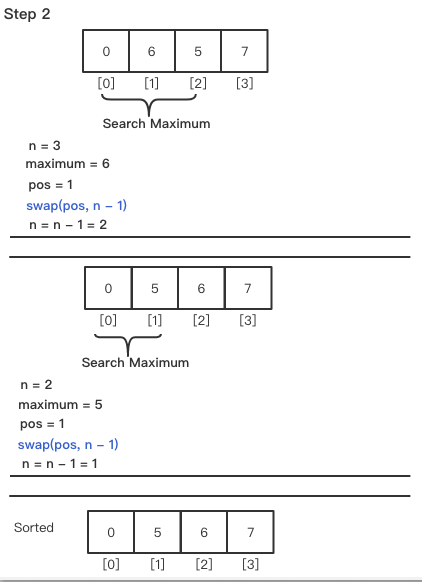 Step 2
0 6 5 7
[0] [1] [2] [3]
Search Maximum
n = 3
maximum = 6
pos = 1
swap(pos, n − 1)
n = n − 1 = 2
0 5 6 7
[0] [1] [2] [3]
Search Maximum
n = 2
maximum = 5
pos = 1
swap(pos, n − 1)
n = n − 1 = 1
Sorted 0 5 6 7
[0] [1] [2] [3]